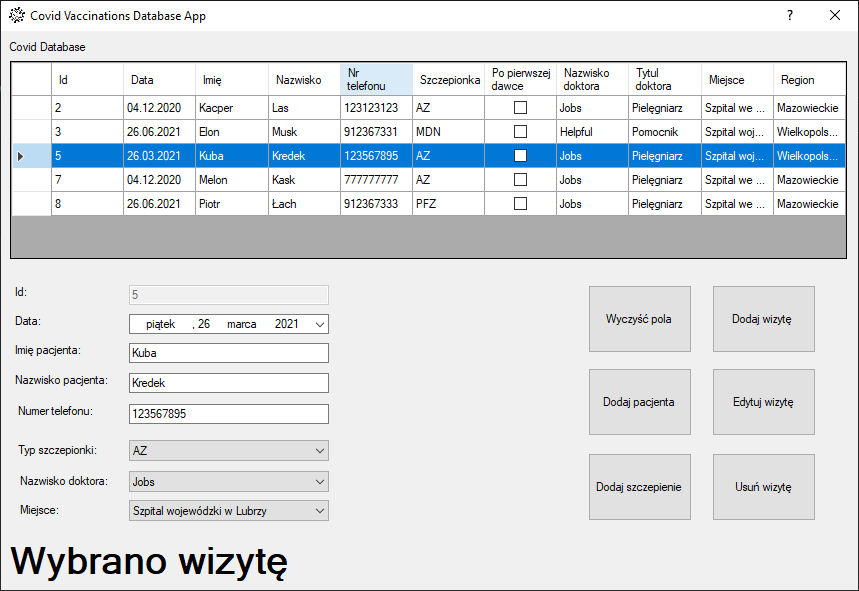 Covid Vaccinations Database App ?
Covid Database
Id Data Imię Nazwisko Nr telefonu Szczepionka Po pierwszej dawce Nazwisko doktora Tytuł doktora Miejsce Region
2 04.12.2020 Kacper Las 123123123 AZ Jobs Pielęgniarz Szpital we ... Mazowieckie
3 26.06.2021 Elon Musk 912367331 MDN Helpful Pomocnik Szpital woj... Wielkopols...
5 26.03.2021 Kuba Kredek 123567895 AZ Jobs Pielęgniarz Szpital woj... Wielkopols...
7 04.12.2020 Melon Kask 777777777 AZ Jobs Pielęgniarz Szpital we ... Mazowieckie
8 26.06.2021 Piotr Łach 912367333 PFZ Jobs Pielęgniarz Szpital we ... Mazowieckie
Id: 5
Data: piątek , 26 marca 2021
Imię pacjenta: Kuba
Nazwisko pacjenta: Kredek
Numer telefonu: 123567895
Typ szczepionki: AZ
Nazwisko doktora: Jobs
Miejsce: Szpital wojewódzki w Lubrzy
Wyczyść pola Dodaj wizytę
Dodaj pacjenta Edytuj wizytę
Dodaj szczepienie Usuń wizytę
Wybrano wizytę